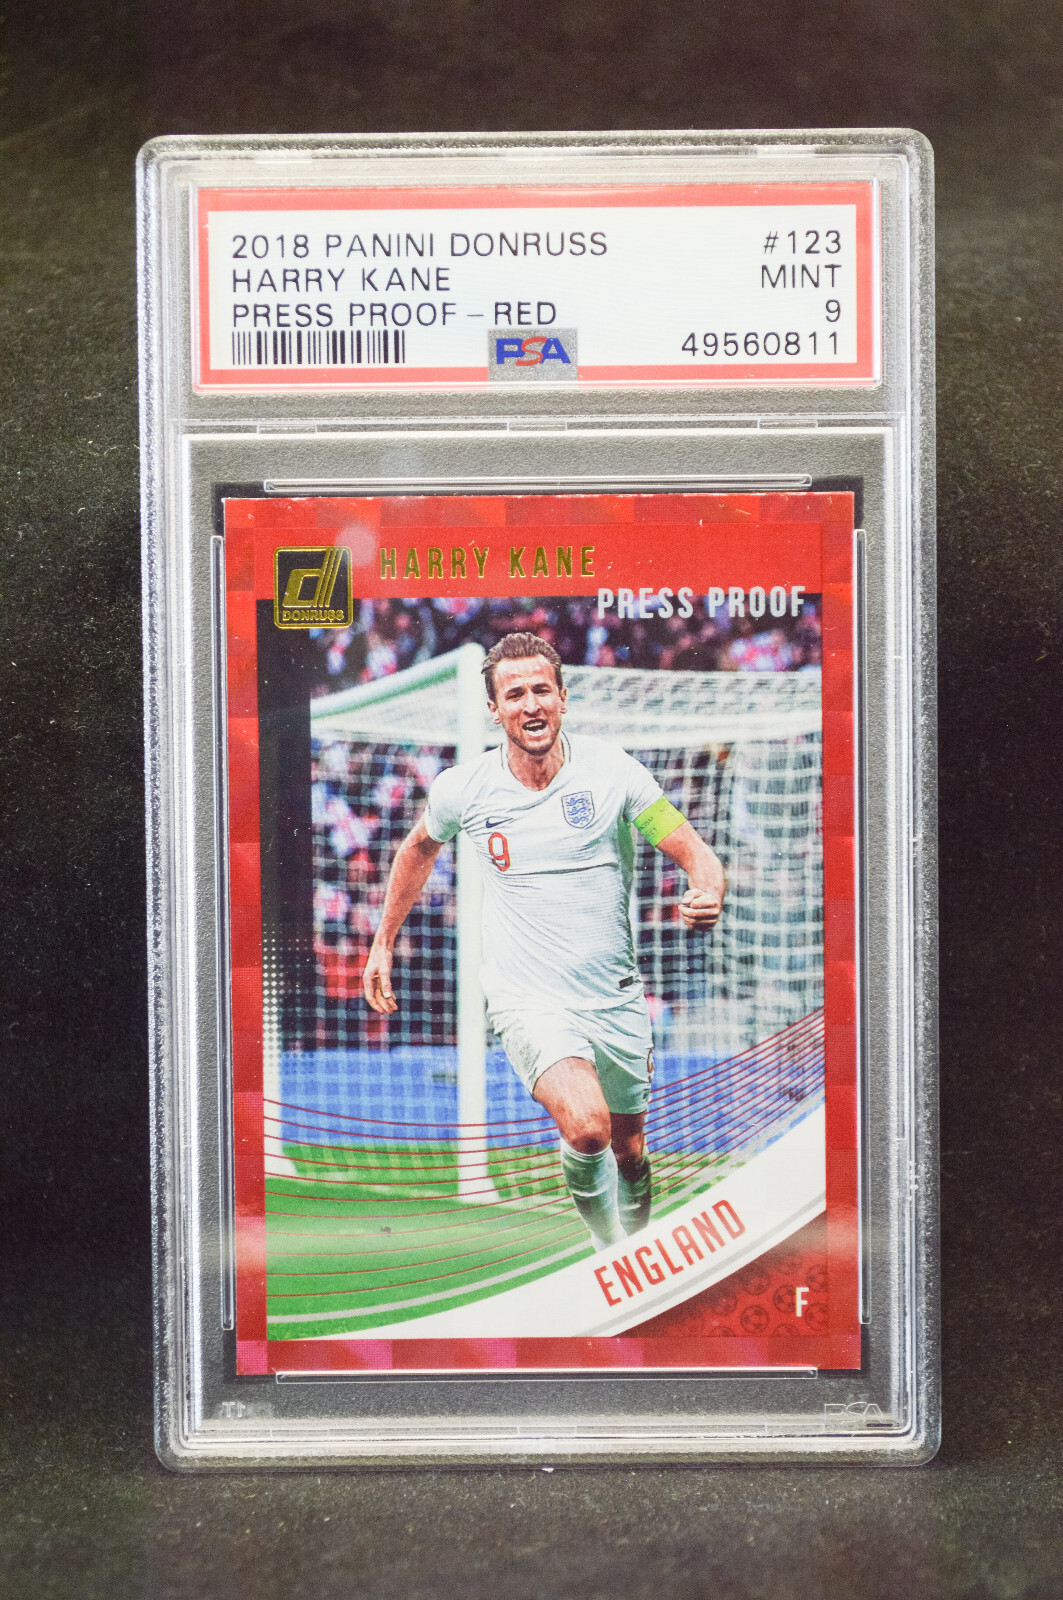 2018 PANINI DONRUSS #123
HARRY KANE MINT
PRESS PROOF - RED 9
PSA 49560811
HARRY KANE
DONRUSS
PRESS PROOF
9
ENGLAND
F
PSA